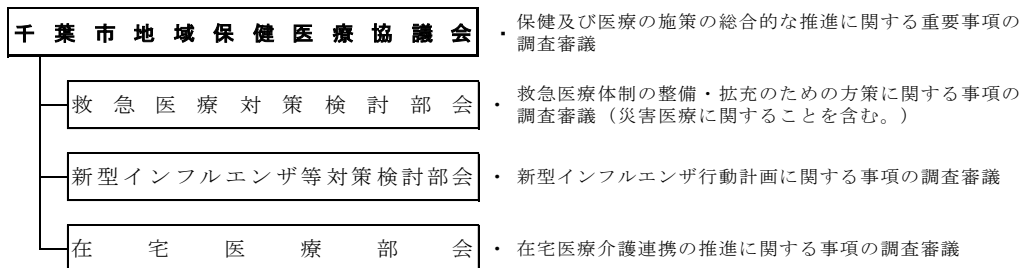 千葉市地域保健医療協議会
・ 保健及び医療の施策の総合的な推進に関する重要事項の
調査審議
救急医療対策検討部会
・ 救急医療体制の整備・拡充のための方策に関する事項の
調査審議（災害医療に関することを含む。）
新型インフルエンザ等対策検討部会
・ 新型インフルエンザ行動計画に関する事項の調査審議
在宅医療部会
・ 在宅医療介護連携の推進に関する事項の調査審議